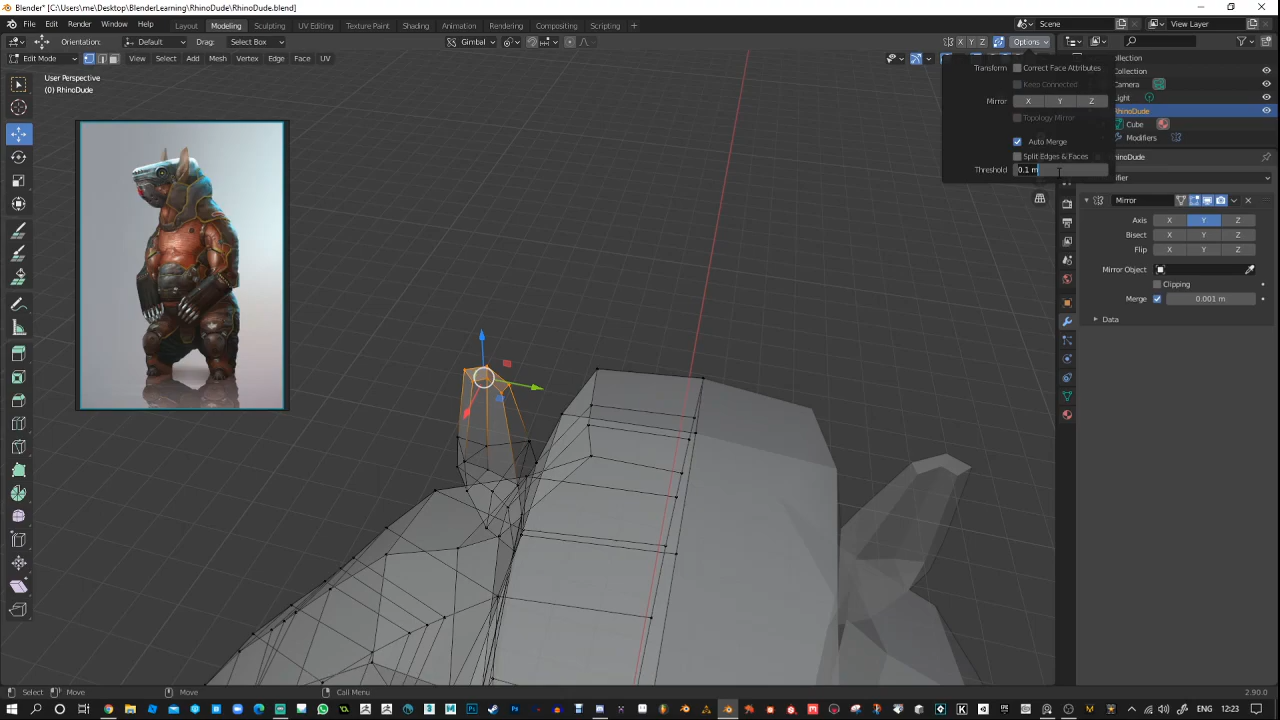 Blender* [C:\Users\me\Desktop\BlenderLearning\RhinoDude\RhinoDude.blend]
File Edit Render Window Help Layout Modeling Sculpting UV Editing Texture Paint Shading Animation Rendering Compositing Scripting Scene View Layer
Orientation: Default Drag: Select Box Gimbal X Y Z Options
Edit Mode View Select Add Mesh Vertex Edge Face UV
User Perspective
(0) RhinoDude
Transform Correct Face Attributes
Keep Connected
Mirror X Y Z
Topology Mirror
Auto Merge
Split Edges & Faces
Threshold 0.1 m
Collection
Collection
Camera
Light
RhinoDude
Cube
Modifiers
Mirror
Axis X Y Z
Bisect X Y Z
Flip X Y Z
Mirror Object
Clipping
Merge 0.001 m
Data
Select Move Move Call Menu 2.90.0
ENG 12:23